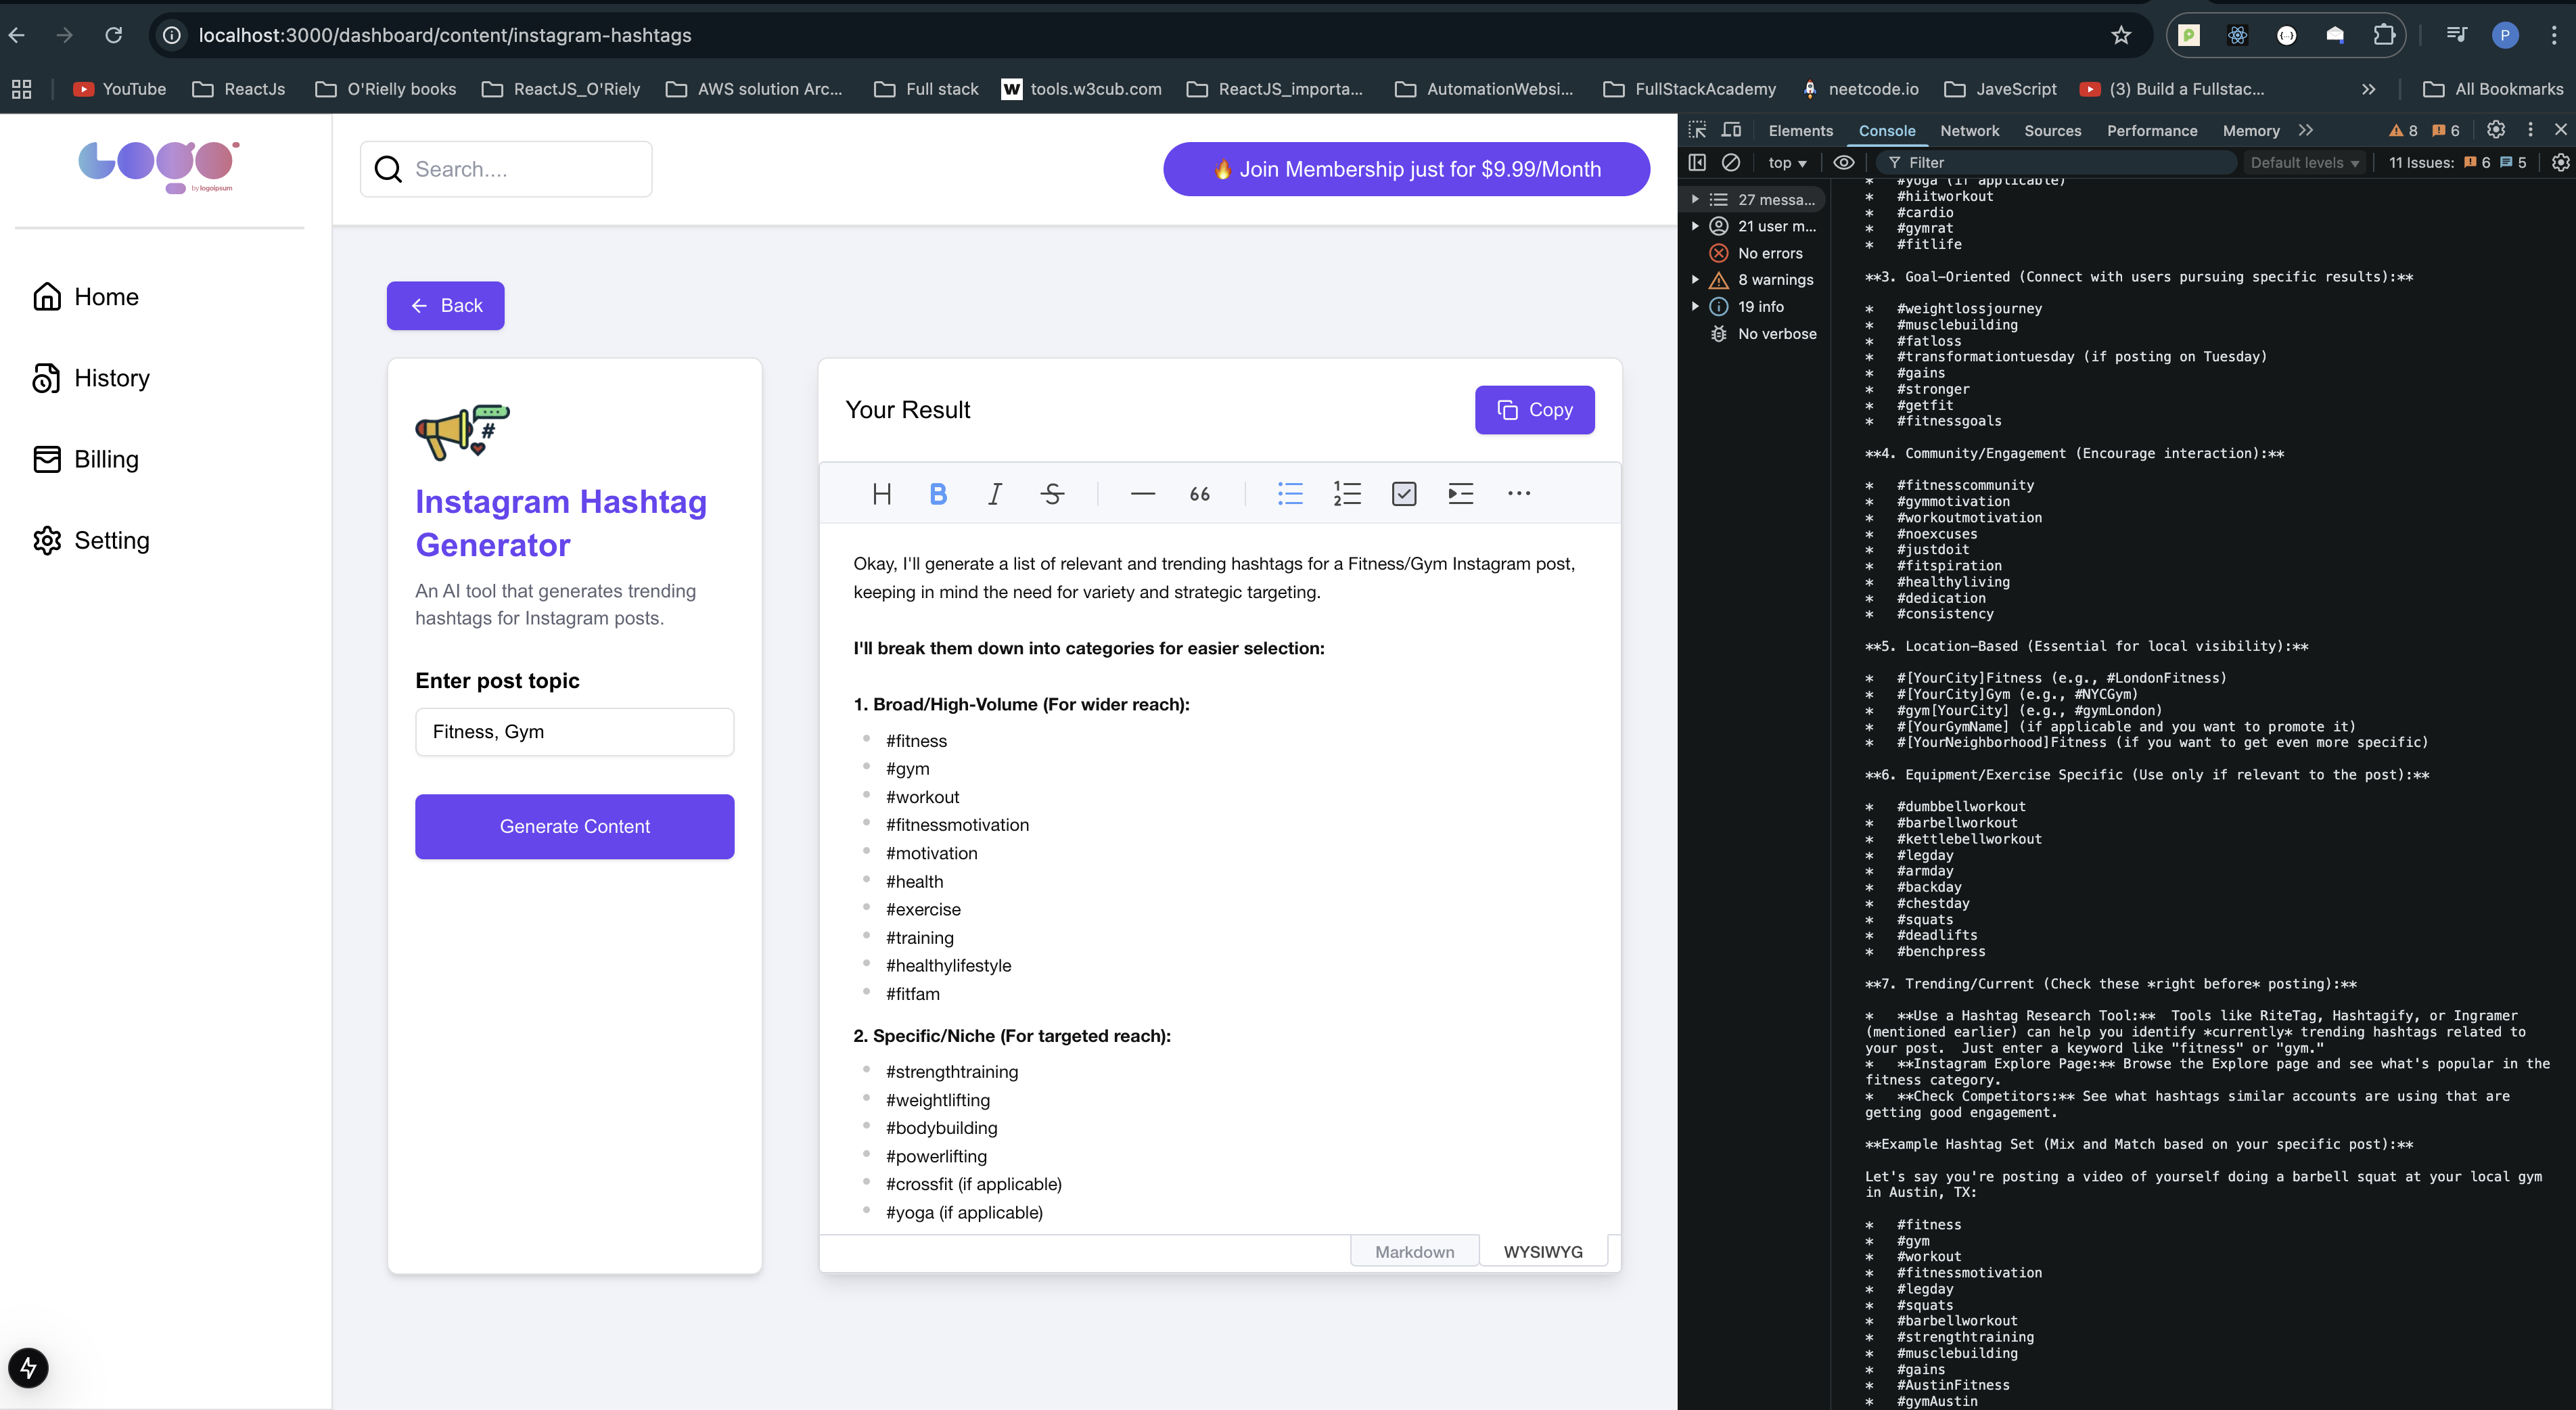 localhost:3000/dashboard/content/instagram-hashtags
P
YouTube
ReactJs
O'Rielly books
ReactJS_O'Riely
AWS solution Arc...
Full stack
W tools.w3cub.com
ReactJS_importa...
AutomationWebsi...
FullStackAcademy
neetcode.io
JaveScript
(3) Build a Fullstac...
All Bookmarks
LOGO
by logoipsum
Home
History
Billing
Setting
Search....
🔥 Join Membership just for $9.99/Month
Back
#
Instagram Hashtag
Generator
An AI tool that generates trending
hashtags for Instagram posts.
Enter post topic
Fitness, Gym
Generate Content
Your Result
Copy
H B I S 66
Okay, I'll generate a list of relevant and trending hashtags for a Fitness/Gym Instagram post,
keeping in mind the need for variety and strategic targeting.
I'll break them down into categories for easier selection:
1. Broad/High-Volume (For wider reach):
#fitness
#gym
#workout
#fitnessmotivation
#motivation
#health
#exercise
#training
#healthylifestyle
#fitfam
2. Specific/Niche (For targeted reach):
#strengthtraining
#weightlifting
#bodybuilding
#powerlifting
#crossfit (if applicable)
#yoga (if applicable)
Markdown
WYSIWYG
Elements Console Network Sources Performance Memory 8 6
top Filter Default levels 11 Issues: 6 5
27 messa...
21 user m...
No errors
8 warnings
19 info
No verbose
* #yoga (if applicable)
* #hiitworkout
* #cardio
* #gymrat
* #fitlife
**3. Goal-Oriented (Connect with users pursuing specific results):**
* #weightlossjourney
* #musclebuilding
* #fatloss
* #transformationtuesday (if posting on Tuesday)
* #gains
* #stronger
* #getfit
* #fitnessgoals
**4. Community/Engagement (Encourage interaction):**
* #fitnesscommunity
* #gymmotivation
* #workoutmotivation
* #noexcuses
* #justdoit
* #fitspiration
* #healthyliving
* #dedication
* #consistency
**5. Location-Based (Essential for local visibility):**
* #[YourCity]Fitness (e.g., #LondonFitness)
* #[YourCity]Gym (e.g., #NYCGym)
* #gym[YourCity] (e.g., #gymLondon)
* #[YourGymName] (if applicable and you want to promote it)
* #[YourNeighborhood]Fitness (if you want to get even more specific)
**6. Equipment/Exercise Specific (Use only if relevant to the post):**
* #dumbbellworkout
* #barbellworkout
* #kettlebellworkout
* #legday
* #armday
* #backday
* #chestday
* #squats
* #deadlifts
* #benchpress
**7. Trending/Current (Check these *right before* posting):**
* **Use a Hashtag Research Tool:** Tools like RiteTag, Hashtagify, or Ingramer
(mentioned earlier) can help you identify *currently* trending hashtags related to
your post. Just enter a keyword like "fitness" or "gym."
* **Instagram Explore Page:** Browse the Explore page and see what's popular in the
fitness category.
* **Check Competitors:** See what hashtags similar accounts are using that are
getting good engagement.
**Example Hashtag Set (Mix and Match based on your specific post):**
Let's say you're posting a video of yourself doing a barbell squat at your local gym
in Austin, TX:
* #fitness
* #gym
* #workout
* #fitnessmotivation
* #legday
* #squats
* #barbellworkout
* #strengthtraining
* #musclebuilding
* #gains
* #AustinFitness
* #gymAustin